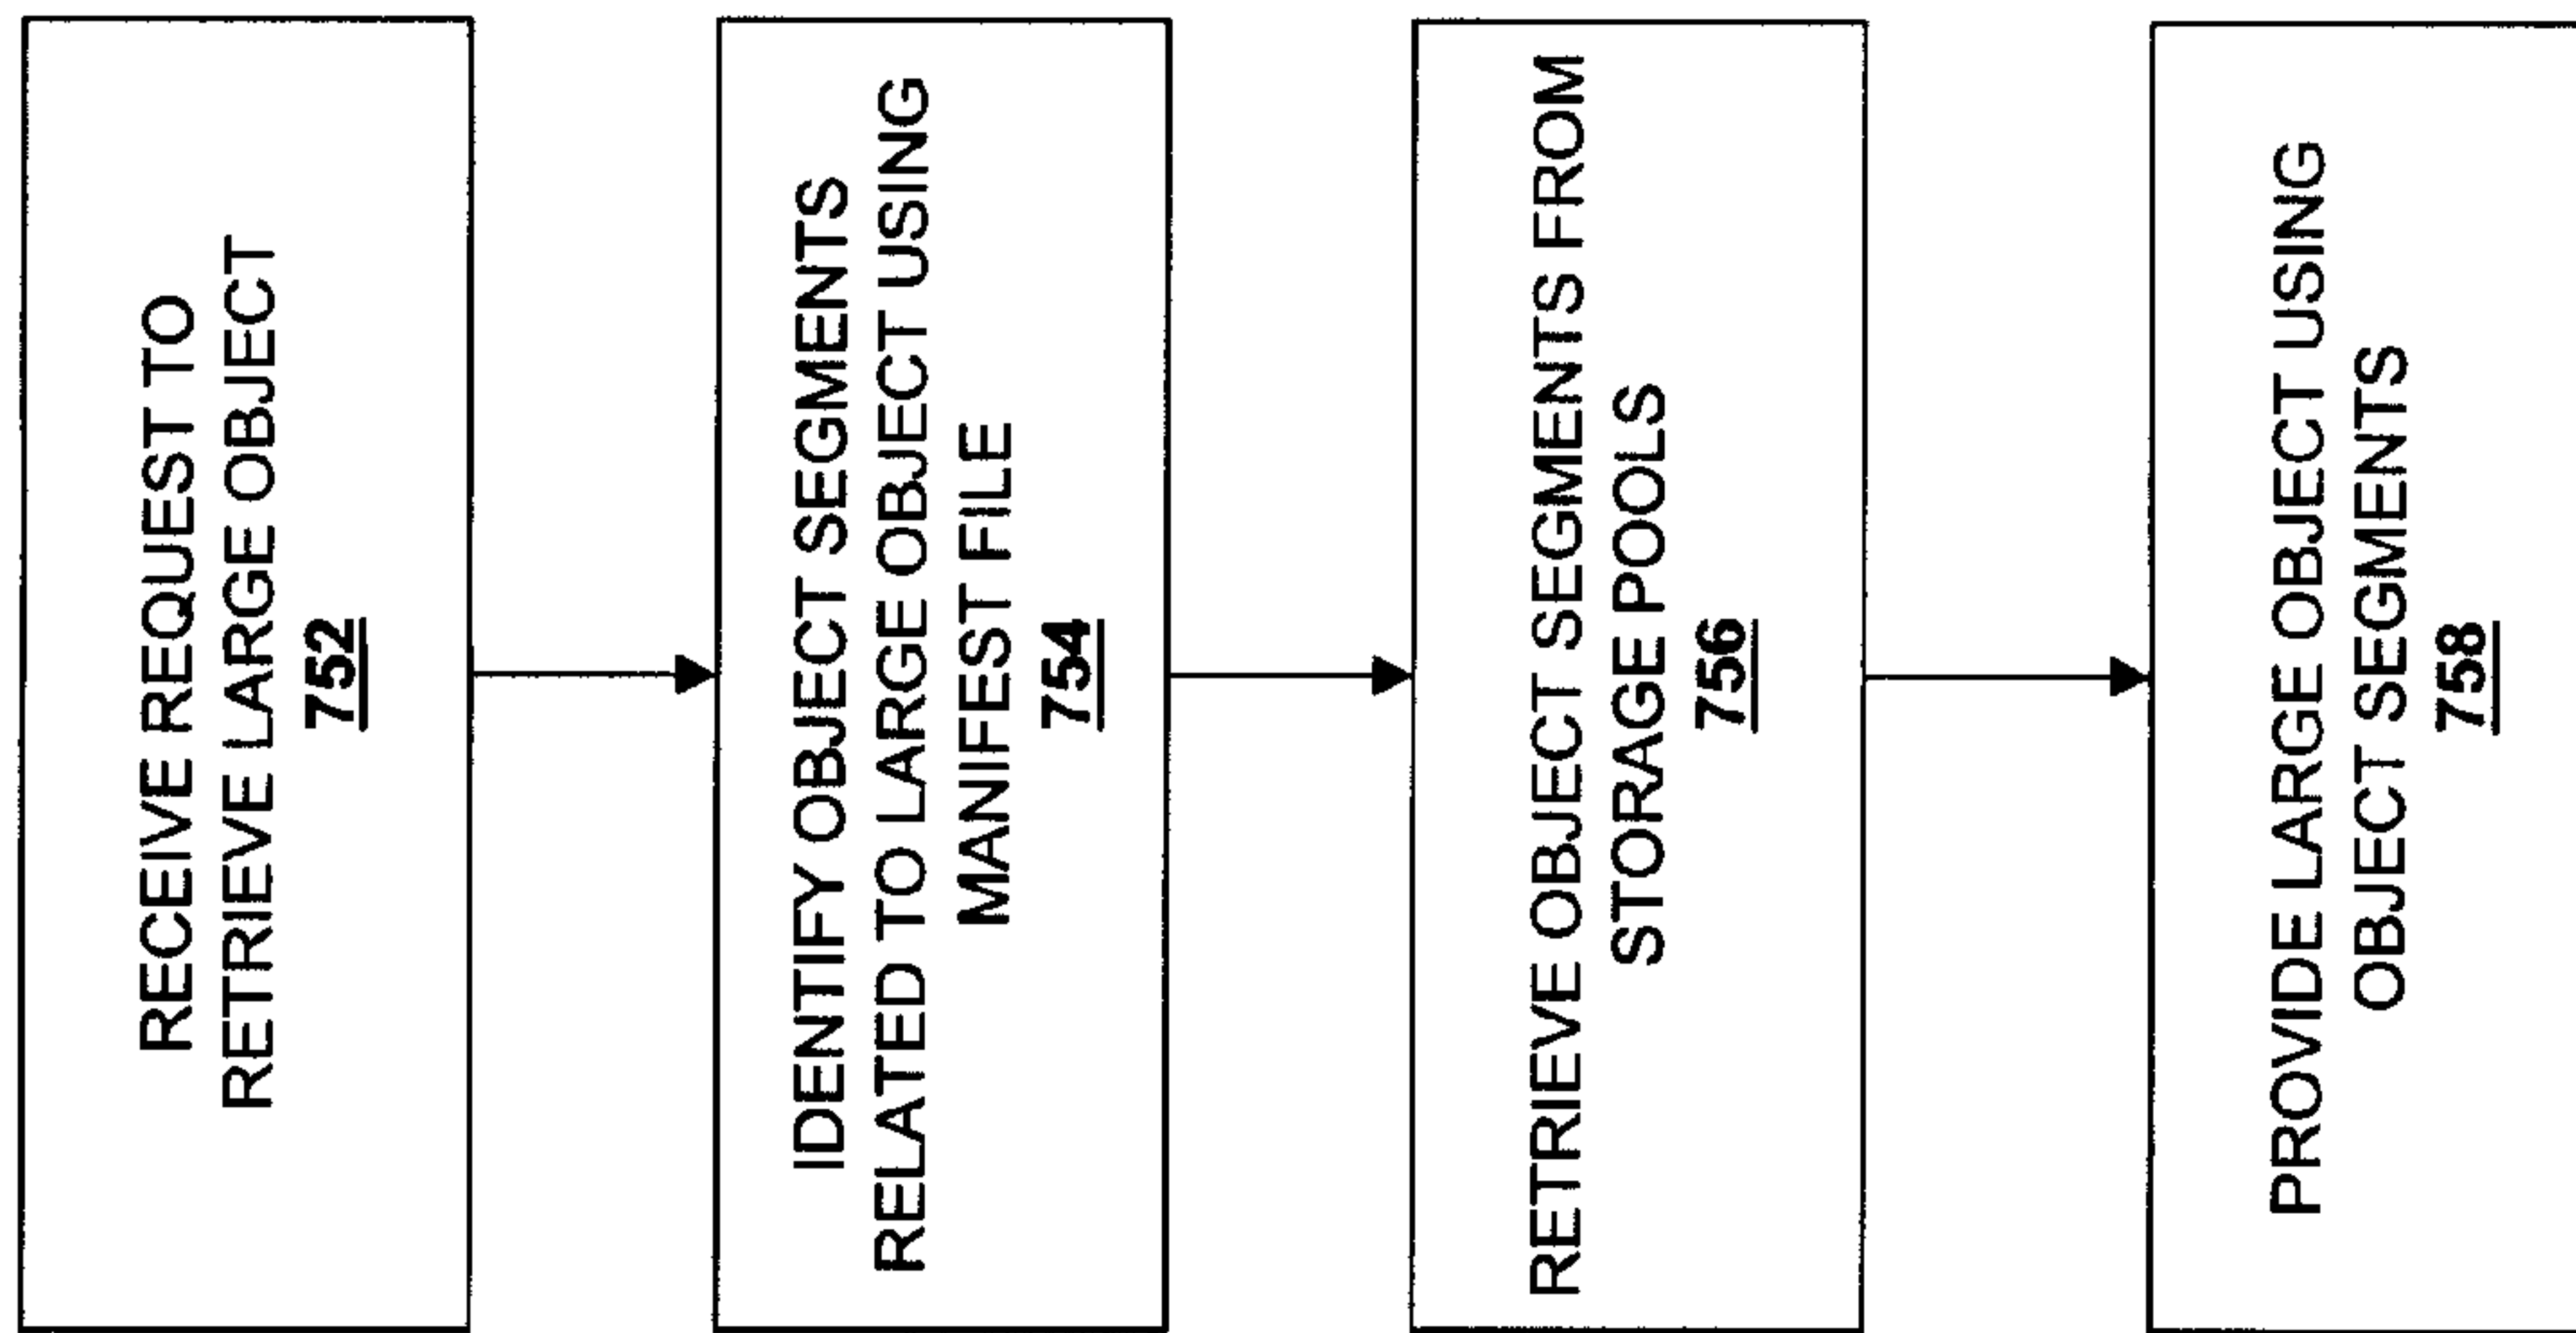 RECEIVE REQUEST TO
RETRIEVE LARGE OBJECT
752
IDENTIFY OBJECT SEGMENTS
RELATED TO LARGE OBJECT USING
MANIFEST FILE
754
RETRIEVE OBJECT SEGMENTS FROM
STORAGE POOLS
756
PROVIDE LARGE OBJECT USING
OBJECT SEGMENTS
758